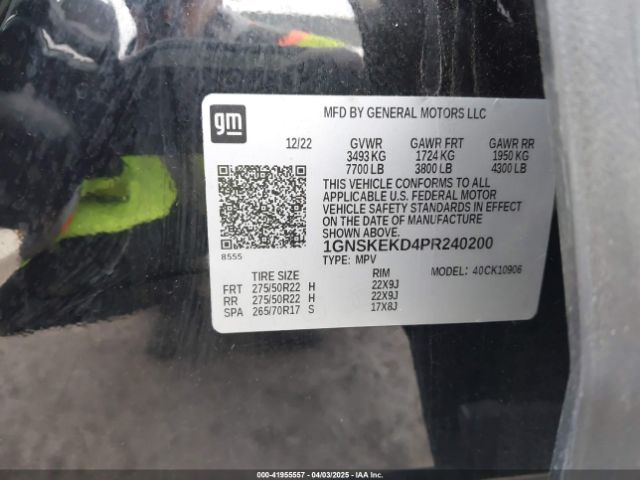 gm
MFD BY GENERAL MOTORS LLC
12/22 GVWR GAWR FRT GAWR RR
3493 KG 1724 KG 1950 KG
7700 LB 3800 LB 4300 LB
THIS VEHICLE CONFORMS TO ALL
APPLICABLE U.S. FEDERAL MOTOR
VEHICLE SAFETY STANDARDS IN EFFECT
ON THE DATE OF MANUFACTURE
SHOWN ABOVE.
1GNSKEKD4PR240200
8555 TYPE: MPV MODEL: 40CK10906
TIRE SIZE RIM
FRT 275/50R22 H 22X9J
RR 275/50R22 H 22X9J
SPA 265/70R17 S 17X8J
000-41955557 - 04/03/2025 - IAA Inc.